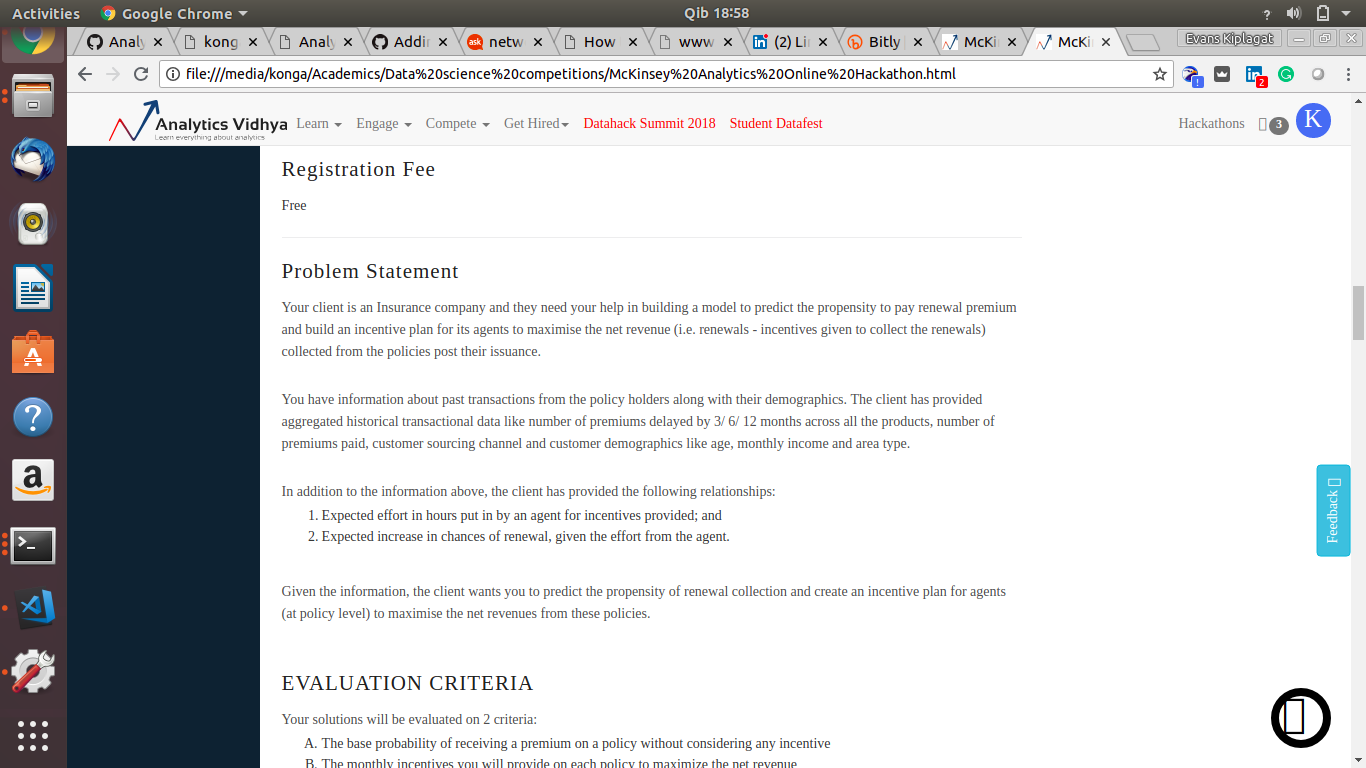 Activities Google Chrome Qib 18:58
Analy kong Analy Addir netw How www (2) Li Bitly McKi McKi Evans Kiplagat
file:///media/konga/Academics/Data%20science%20competitions/McKinsey%20Analytics%20Online%20Hackathon.html
Analytics Vidhya
Learn everything about analytics
Learn Engage Compete Get Hired Datahack Summit 2018 Student Datafest Hackathons 3 K
Registration Fee
Free
Problem Statement
Your client is an Insurance company and they need your help in building a model to predict the propensity to pay renewal premium
and build an incentive plan for its agents to maximise the net revenue (i.e. renewals - incentives given to collect the renewals)
collected from the policies post their issuance.
You have information about past transactions from the policy holders along with their demographics. The client has provided
aggregated historical transactional data like number of premiums delayed by 3/ 6/ 12 months across all the products, number of
premiums paid, customer sourcing channel and customer demographics like age, monthly income and area type.
In addition to the information above, the client has provided the following relationships:
1. Expected effort in hours put in by an agent for incentives provided; and
2. Expected increase in chances of renewal, given the effort from the agent.
Given the information, the client wants you to predict the propensity of renewal collection and create an incentive plan for agents
(at policy level) to maximise the net revenues from these policies.
EVALUATION CRITERIA
Your solutions will be evaluated on 2 criteria:
A. The base probability of receiving a premium on a policy without considering any incentive
B. The monthly incentives you will provide on each policy to maximize the net revenue
Feedback